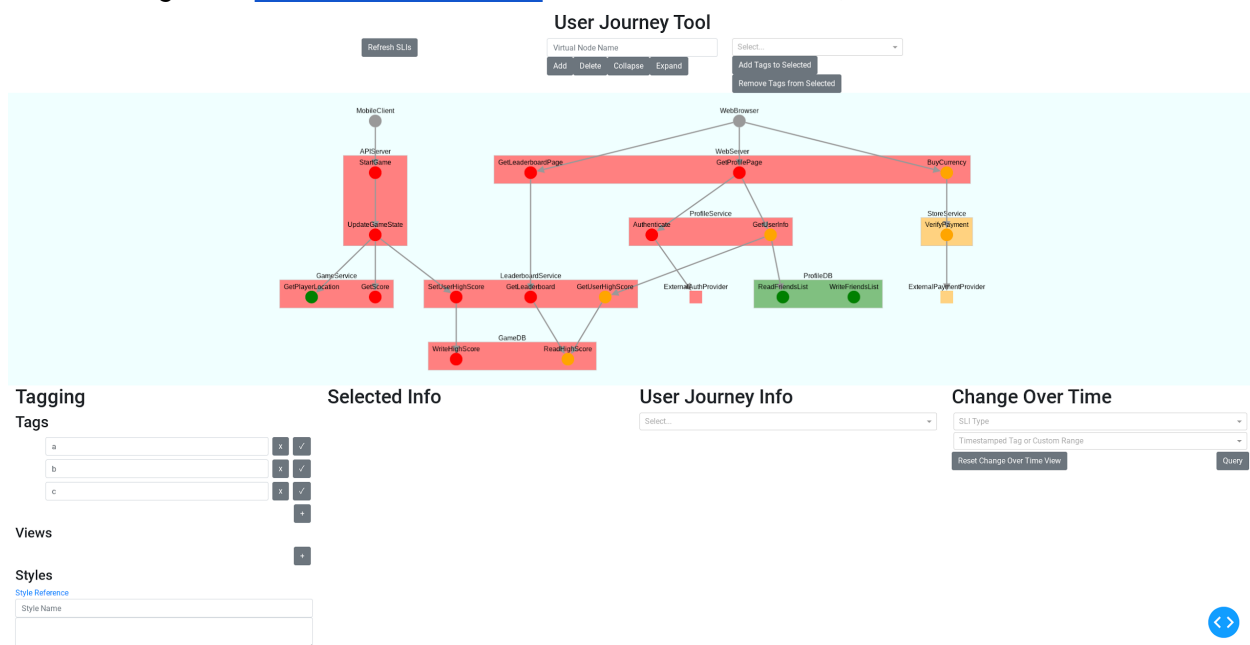 User Journey Tool
Refresh SLIs
Virtual Node Name
Select...
Add Delete Collapse Expand
Add Tags to Selected
Remove Tags from Selected
MobileClient
WebBrowser
APIServer
WebServer
StartGame
GetLeaderboardPage
GetProfilePage
BuyCurrency
ProfileService
StoreService
UpdateGameState
Authenticate
GetUserInfo
VerifyPayment
GameService
LeaderboardService
ProfileDB
GetPlayerLocation
GetScore
SetUserHighScore
GetLeaderboard
GetUserHighScore
ExternalAuthProvider
ReadFriendsList
WriteFriendsList
ExternalPaymentProvider
GameDB
WriteHighScore
ReadHighScore
Tagging
Tags
a
x ✓
b
x ✓
c
x ✓
+
Views
+
Styles
Style Reference
Style Name
Selected Info
User Journey Info
Select...
Change Over Time
SLI Type
Timestamped Tag or Custom Range
Reset Change Over Time View
Query